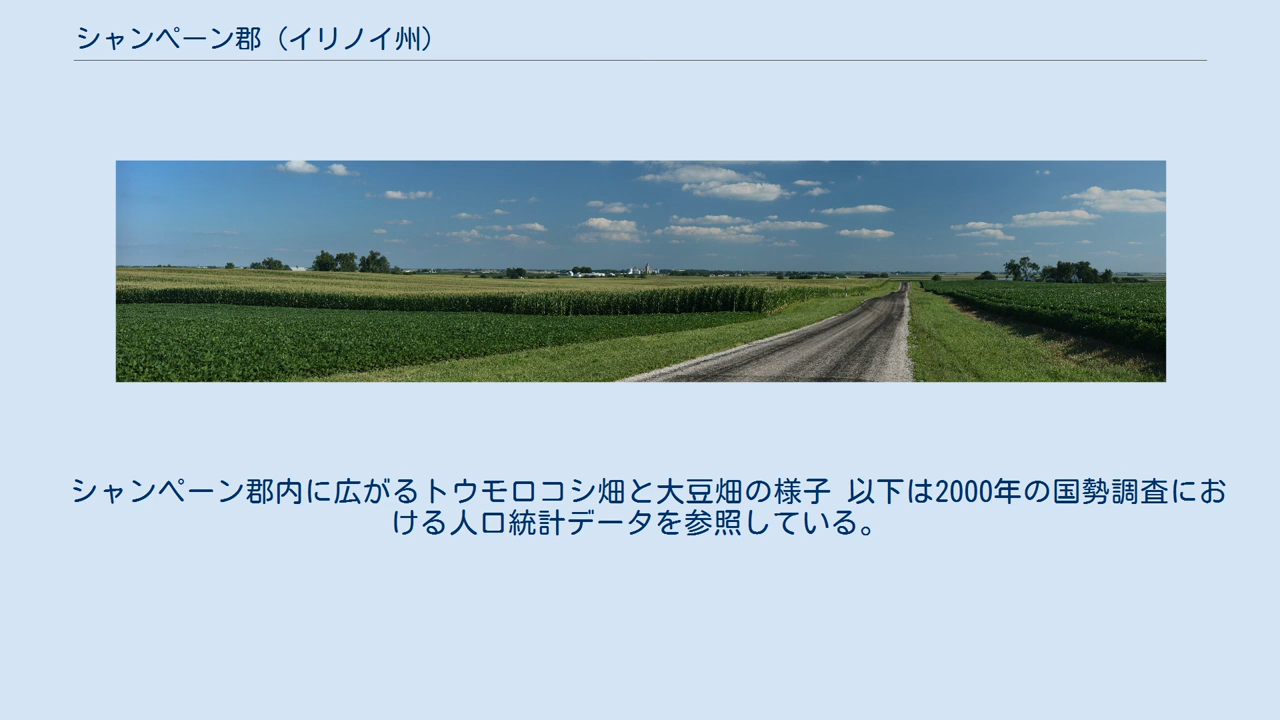 シャンペーン郡（イリノイ州）
シャンペーン郡内に広がるトウモロコシ畑と大豆畑の様子 以下は2000年の国勢調査にお
ける人口統計データを参照している。